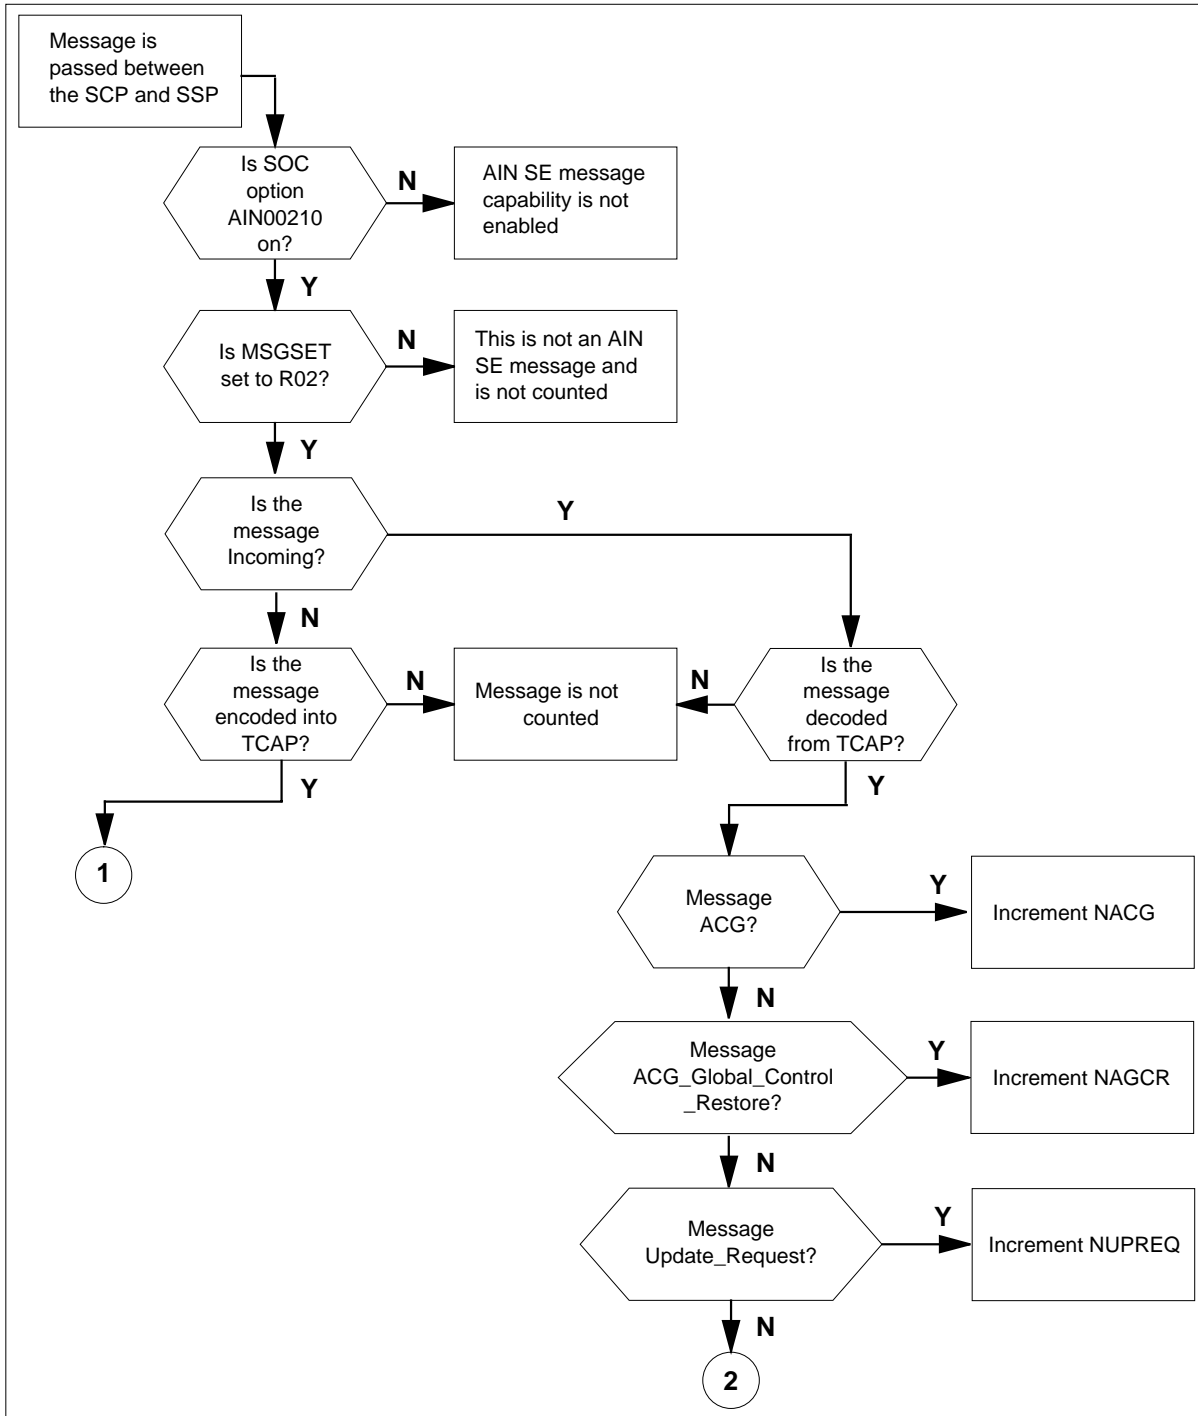 Message is
passed between
the SCP and SSP
Is SOC
option
AIN00210
on?
N
AIN SE message
capability is not
enabled
Y
Is MSGSET
set to R02?
N
This is not an AIN
SE message and
is not counted
Y
Is the
message
Incoming?
Y
N
Is the
message
encoded into
TCAP?
N
Message is not
counted
N
Is the
message
decoded
from TCAP?
Y
Y
1
Message
ACG?
Y
Increment NACG
N
Message
ACG_Global_Control
_Restore?
Y
Increment NAGCR
N
Message
Update_Request?
Y
Increment NUPREQ
N
2